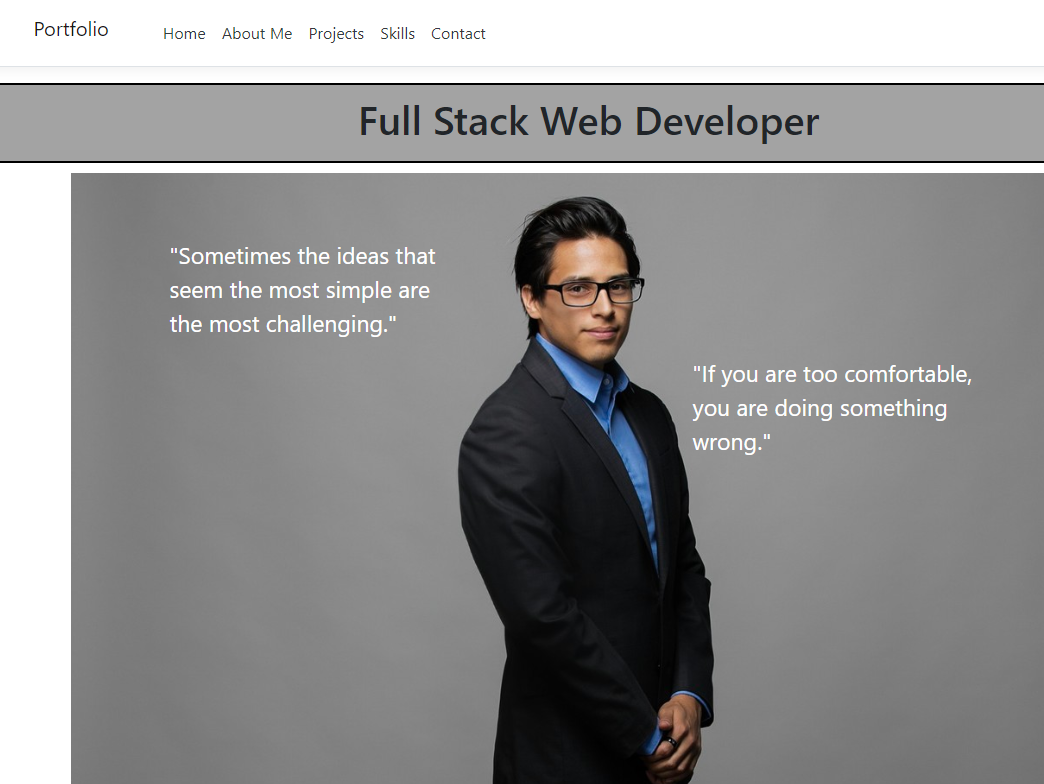 Portfolio
Home About Me Projects Skills Contact
Full Stack Web Developer
"Sometimes the ideas that
seem the most simple are
the most challenging."
"If you are too comfortable,
you are doing something
wrong."